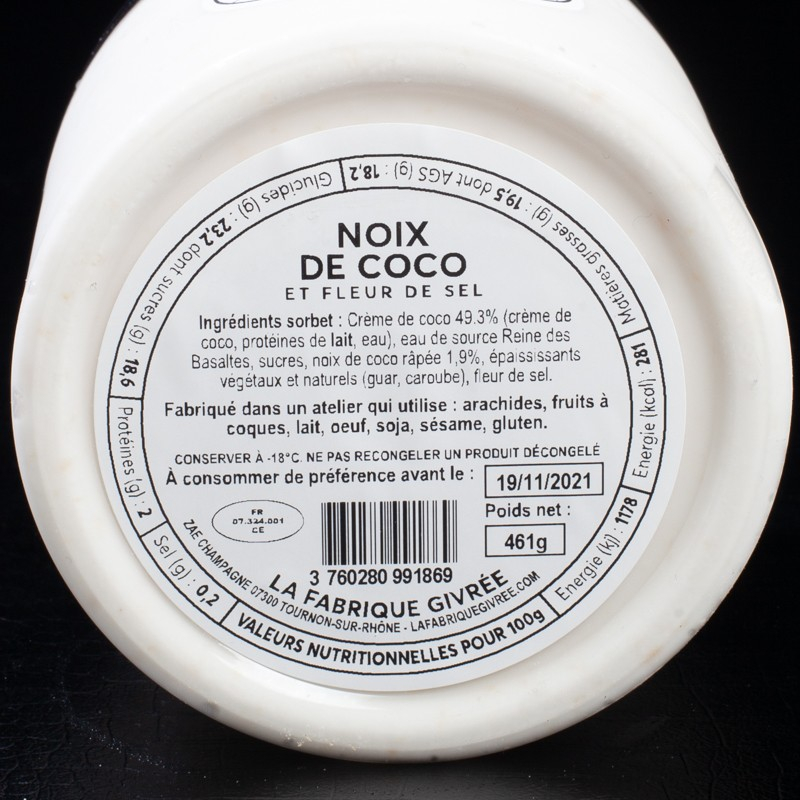 NOIX
DE COCO
ET FLEUR DE SEL
Ingrédients sorbet : Crème de coco 49.3% (crème de
coco, protéines de lait, eau), eau de source Reine des
Basaltes, sucres, noix de coco râpée 1,9%, épaississants
végétaux et naturels (guar, caroube), fleur de sel.
Fabriqué dans un atelier qui utilise : arachides, fruits à
coques, lait, oeuf, soja, sésame, gluten.
CONSERVER À -18°C. NE PAS RECONGELER UN PRODUIT DÉCONGELÉ
À consommer de préférence avant le :
19/11/2021
Poids net :
461g
FR
07.324.001
CE
3 760280 991869
LA FABRIQUE GIVRÉE
ZAE CHAMPAGNE 07300 TOURNON-SUR-RHÔNE - LAFABRIQUEGIVREE.COM
VALEURS NUTRITIONNELLES POUR 100g
Energie (kj) : 1178
Energie (kcal) : 281
Matières grasses (g) : 19,5 dont AGS (g) : 18,2
Glucides (g) : 23,2 dont sucres (g) : 18,6
Protéines (g) : 2
Sel (g) : 0,2